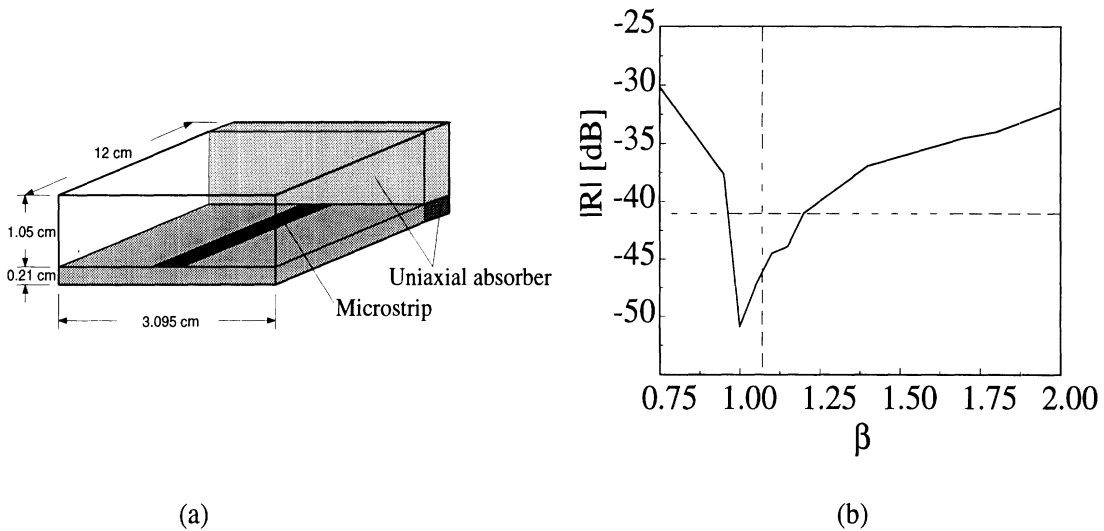 12 cm
1.05 cm
0.21 cm
3.095 cm
Uniaxial absorber
Microstrip
(a)
|R| [dB]
-25
-30
-35
-40
-45
-50
0.75 1.00 1.25 1.50 1.75 2.00
β
(b)